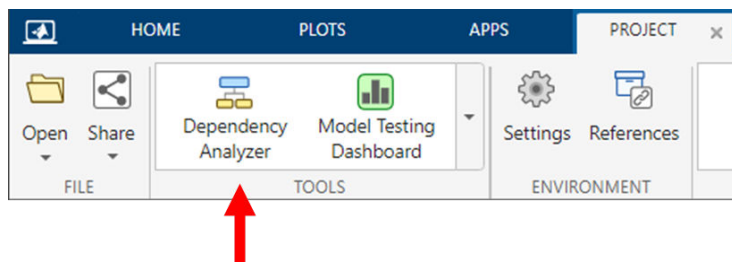 HOME PLOTS APPS PROJECT
Open Share Dependency Analyzer Model Testing Dashboard Settings References
FILE TOOLS ENVIRONMENT